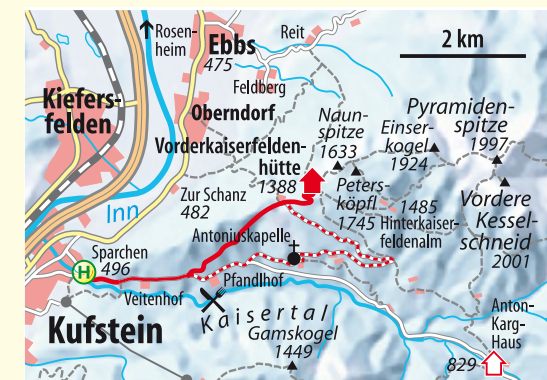 Rosen-
heim
Ebbs
475
Reit
2 km
Feldberg
Kiefers-
felden
Oberndorf
Naun-
spitze
1633
Pyramiden-
spitze
1997
Einser-
kogel
1924
Vorderkaiserfelden-
hütte
1388
Peters-
köpfl
1745
Vordere
Kessel-
schneid
2001
Zur Schanz
482
1485
Hinterkaiser-
feldenalm
Inn
Antoniuskapelle
Sparchen
496
H
Veitenhof
Pfandlhof
Kaisertal
Kufstein
Gamskogel
1449
Anton-
Karg-
Haus
829